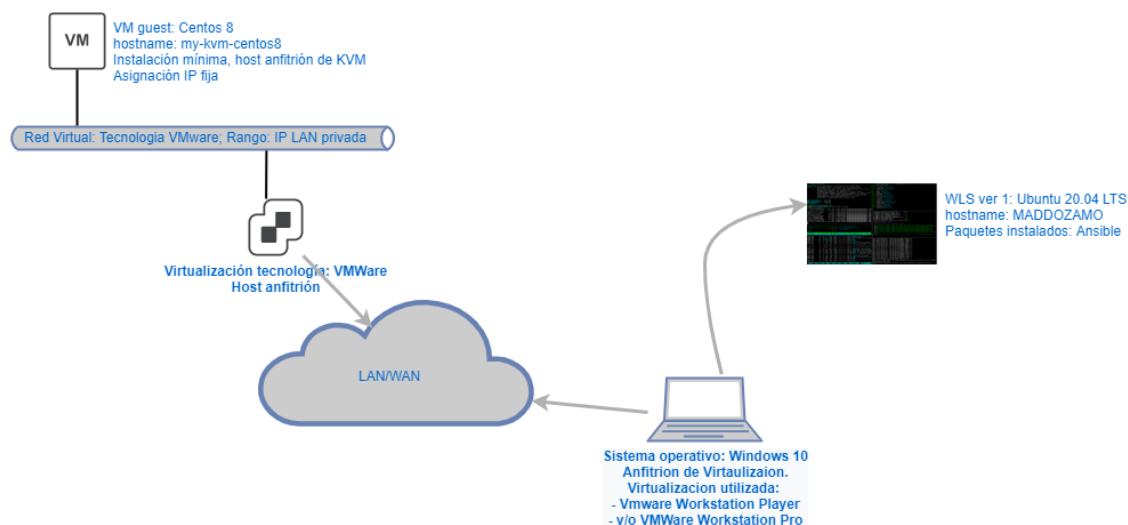 VM
VM guest: Centos 8
hostname: my-kvm-centos8
Instalación mínima, host anfitrión de KVM
Asignación IP fija
Red Virtual: Tecnologia VMware; Rango: IP LAN privada
Virtualización tecnología: VMWare
Host anfitrión
LAN/WAN
WLS ver 1: Ubuntu 20.04 LTS
hostname: MADDOZAMO
Paquetes instalados: Ansible
Sistema operativo: Windows 10
Anfitrion de Virtaulizaion.
Virtualizacion utilizada:
- Vmware Workstation Player
- y/o VMWare Workstation Pro